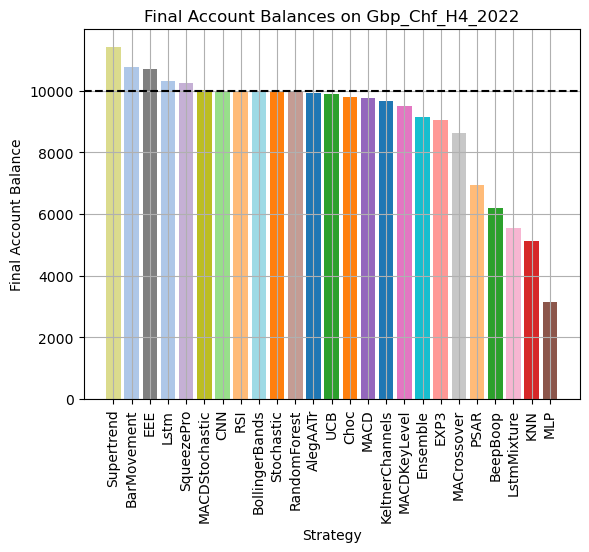 Final Account Balances on Gbp_Chf_H4_2022
Final Account Balance
10000
8000
6000
4000
2000
0
Supertrend
BarMovement
EEE
Lstm
SqueezePro
MACDStochastic
CNN
RSI
BollingerBands
Stochastic
RandomForest
AlegAATr
UCB
Choc
MACD
KeltnerChannels
MACDKeyLevel
Ensemble
EXP3
MACrossover
PSAR
BeepBoop
LstmMixture
KNN
MLP
Strategy